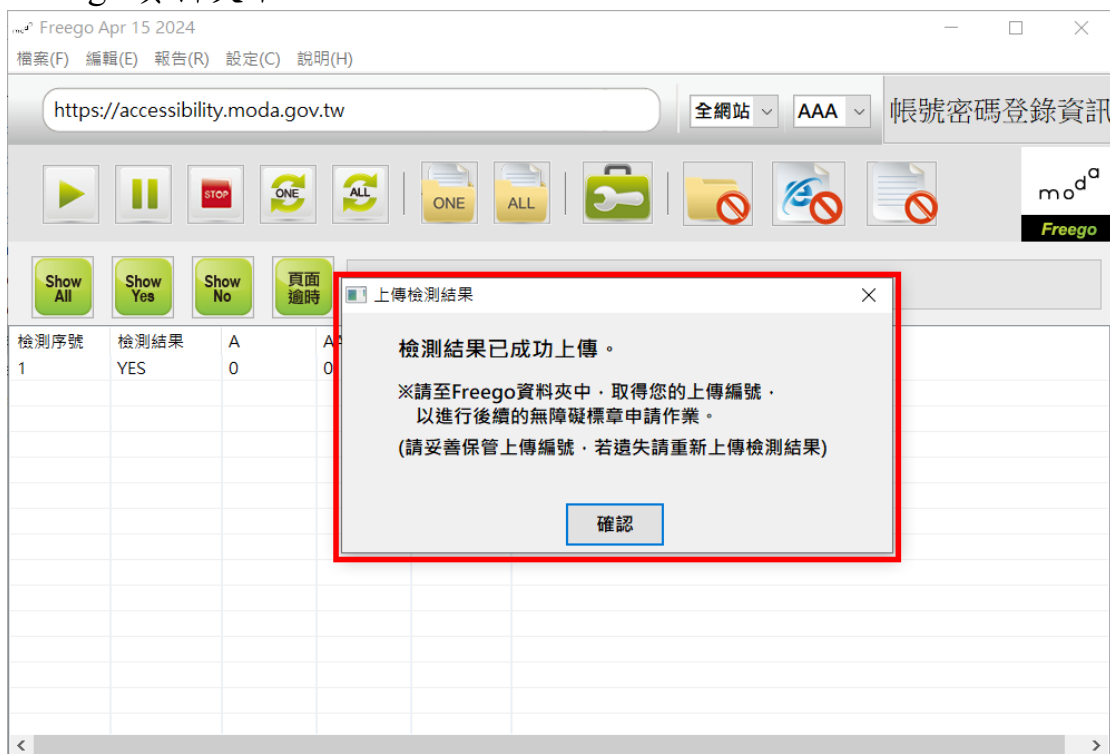 Freego Apr 15 2024
檔案(F) 編輯(E) 報告(R) 設定(C) 說明(H)
https://accessibility.moda.gov.tw
全網站
AAA
帳號密碼登錄資訊
STOP
ONE
ALL
ONE
ALL
moda
Freego
Show All
Show Yes
Show No
頁面逾時
上傳檢測結果
檢測序號 檢測結果 A
1 YES 0 0
檢測結果已成功上傳。
※請至Freego資料夾中，取得您的上傳編號，
以進行後續的無障礙標章申請作業。
(請妥善保管上傳編號，若遺失請重新上傳檢測結果)
確認